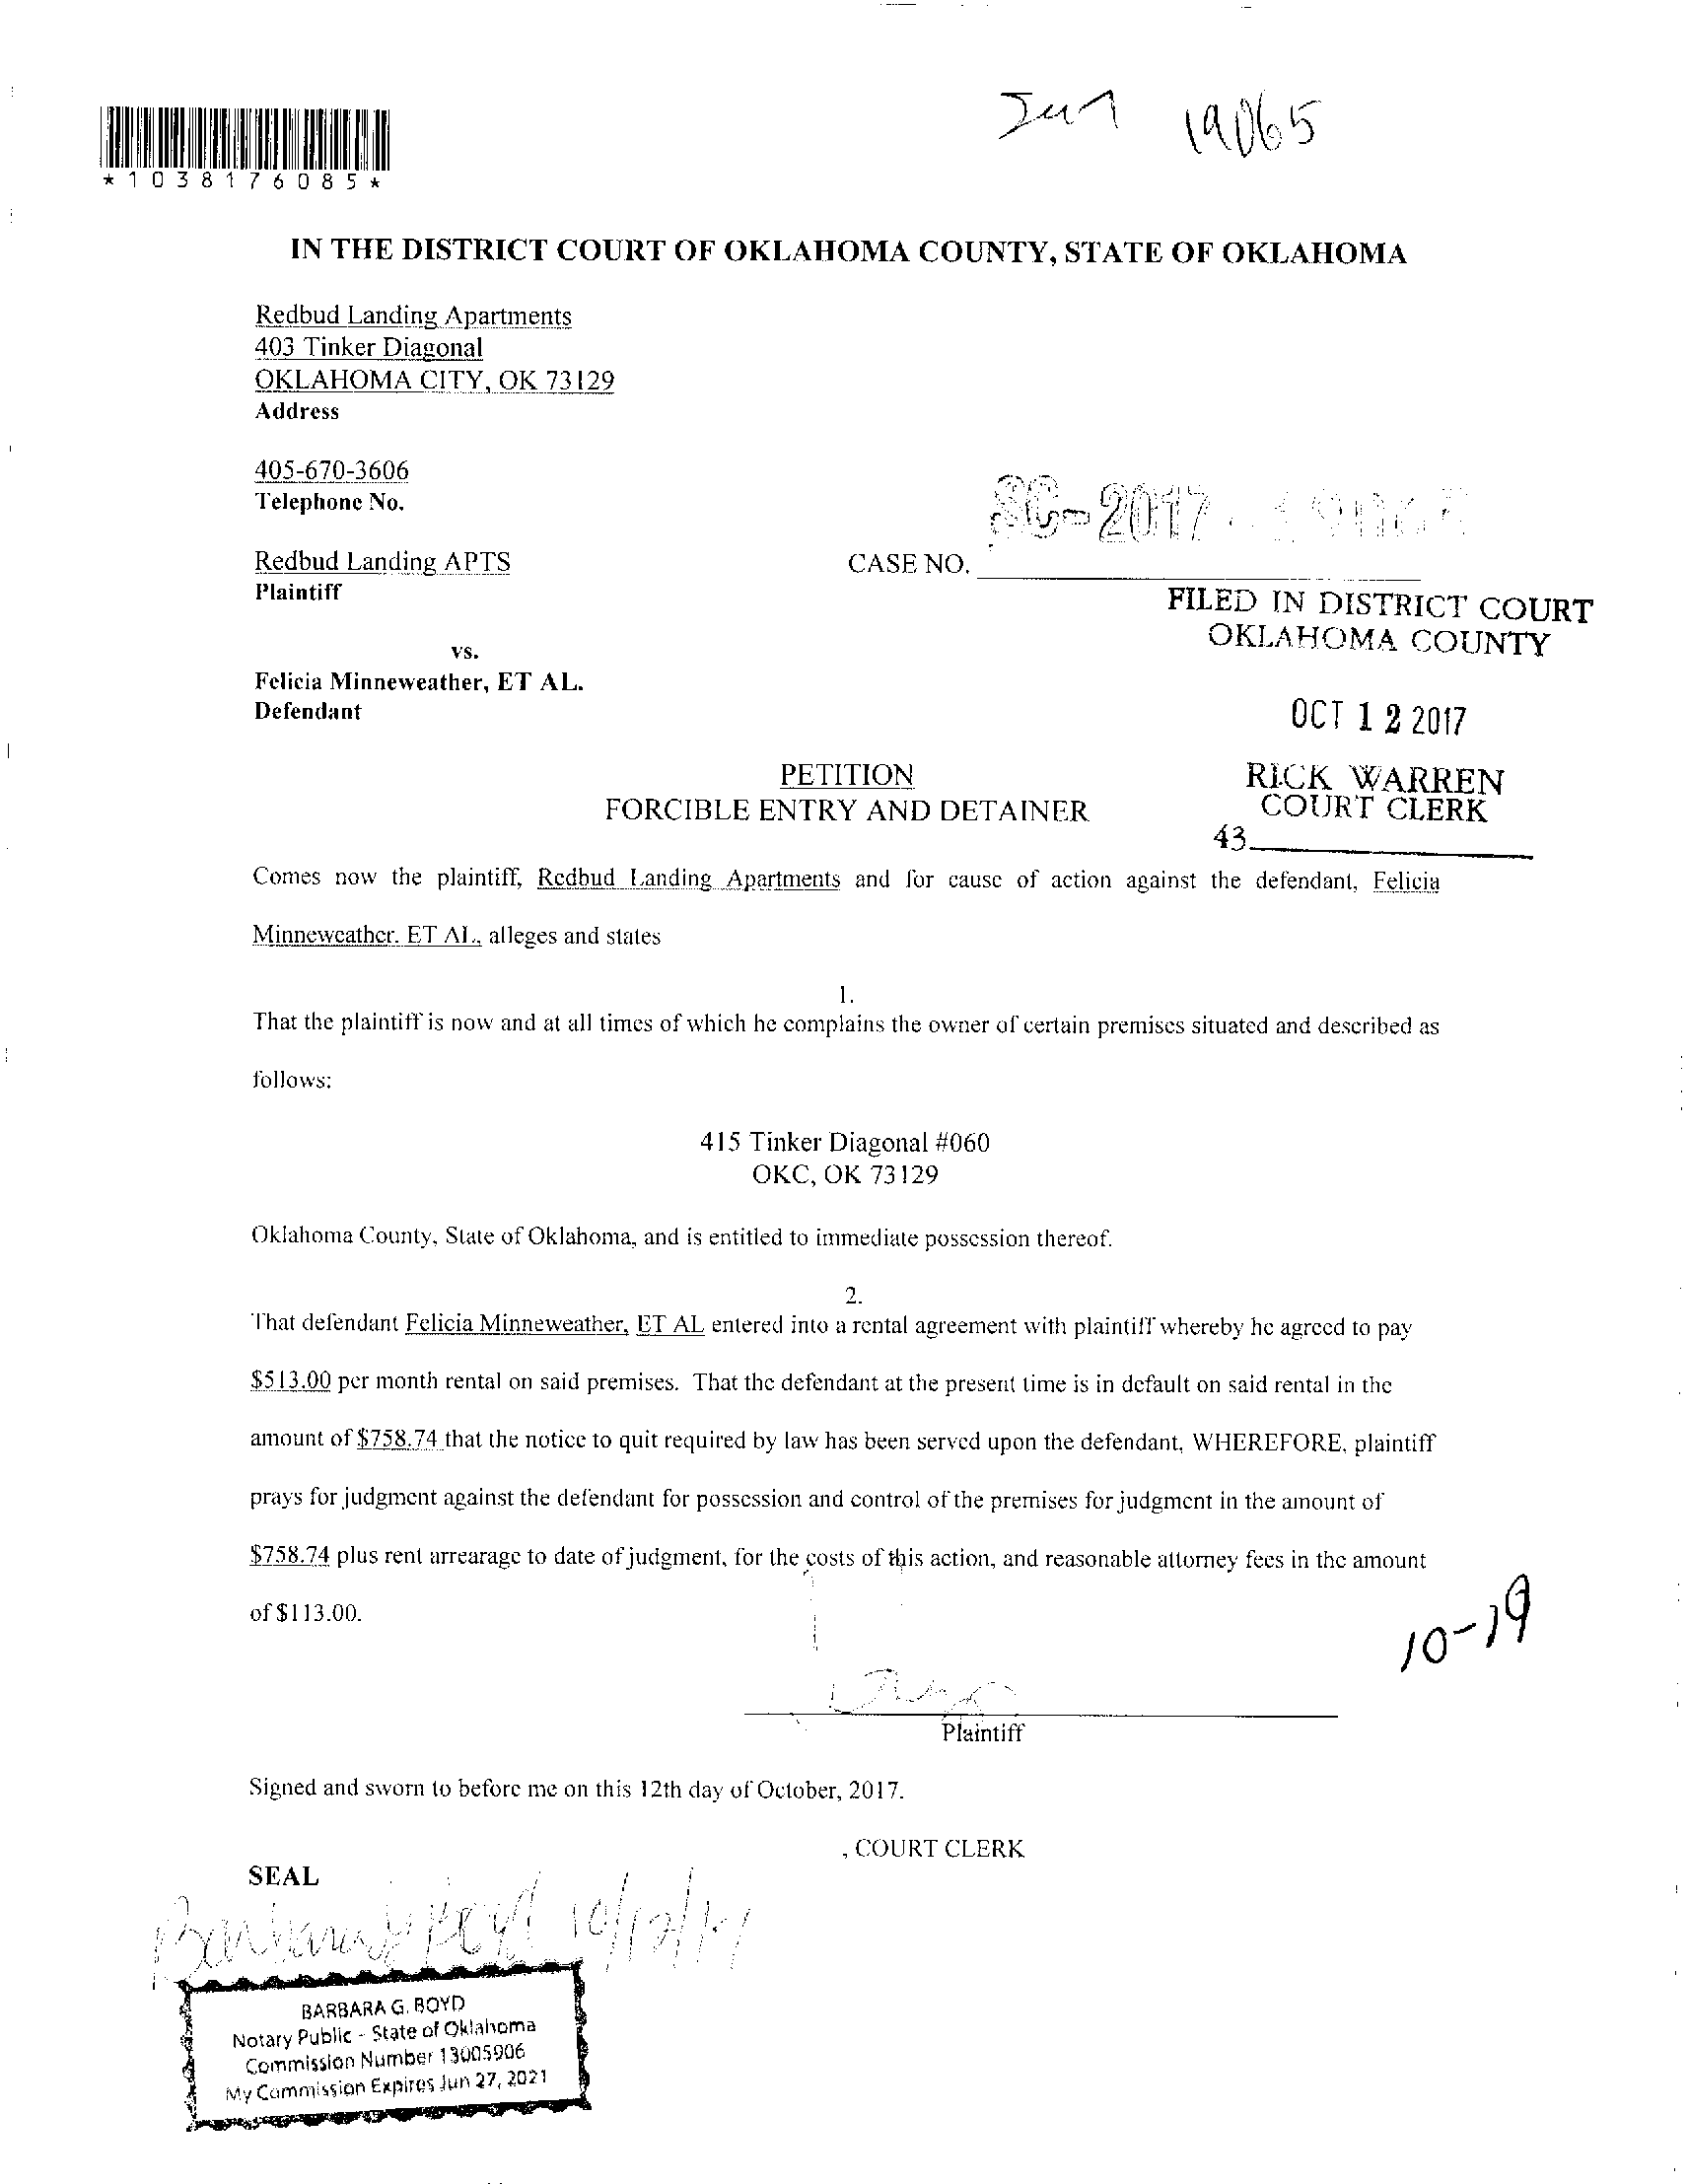 19065
*1038176085*
IN THE DISTRICT COURT OF OKLAHOMA COUNTY, STATE OF OKLAHOMA
Redbud Landing Apartments
403 Tinker Diagonal
OKLAHOMA CITY, OK 73129
Address
405-670-3606
Telephone No.
SC-2017-19065
Redbud Landing APTS
CASE NO.
Plaintiff
FILED IN DISTRICT COURT
OKLAHOMA COUNTY
vs.
Felicia Minneweather, ET AL.
Defendant
OCT 12 2017
PETITION
RICK WARREN
FORCIBLE ENTRY AND DETAINER
COURT CLERK
43
Comes now the plaintiff, Redbud Landing Apartments and for cause of action against the defendant, Felicia
Minneweather, ET AL, alleges and states
1.
That the plaintiff is now and at all times of which he complains the owner of certain premises situated and described as
follows:
415 Tinker Diagonal #060
OKC, OK 73129
Oklahoma County, State of Oklahoma, and is entitled to immediate possession thereof.
2.
That defendant Felicia Minneweather, ET AL entered into a rental agreement with plaintiff whereby he agreed to pay
$513.00 per month rental on said premises. That the defendant at the present time is in default on said rental in the
amount of $758.74 that the notice to quit required by law has been served upon the defendant, WHEREFORE, plaintiff
prays for judgment against the defendant for possession and control of the premises for judgment in the amount of
$758.74 plus rent arrearage to date of judgment, for the costs of this action, and reasonable attorney fees in the amount
of $113.00.
10-19
Plaintiff
Signed and sworn to before me on this 12th day of October, 2017.
, COURT CLERK
SEAL
Barbara G Boyd 10/12/17
BARBARA G. BOYD
Notary Public - State of Oklahoma
Commission Number 13005906
My Commission Expires Jun 27, 2021